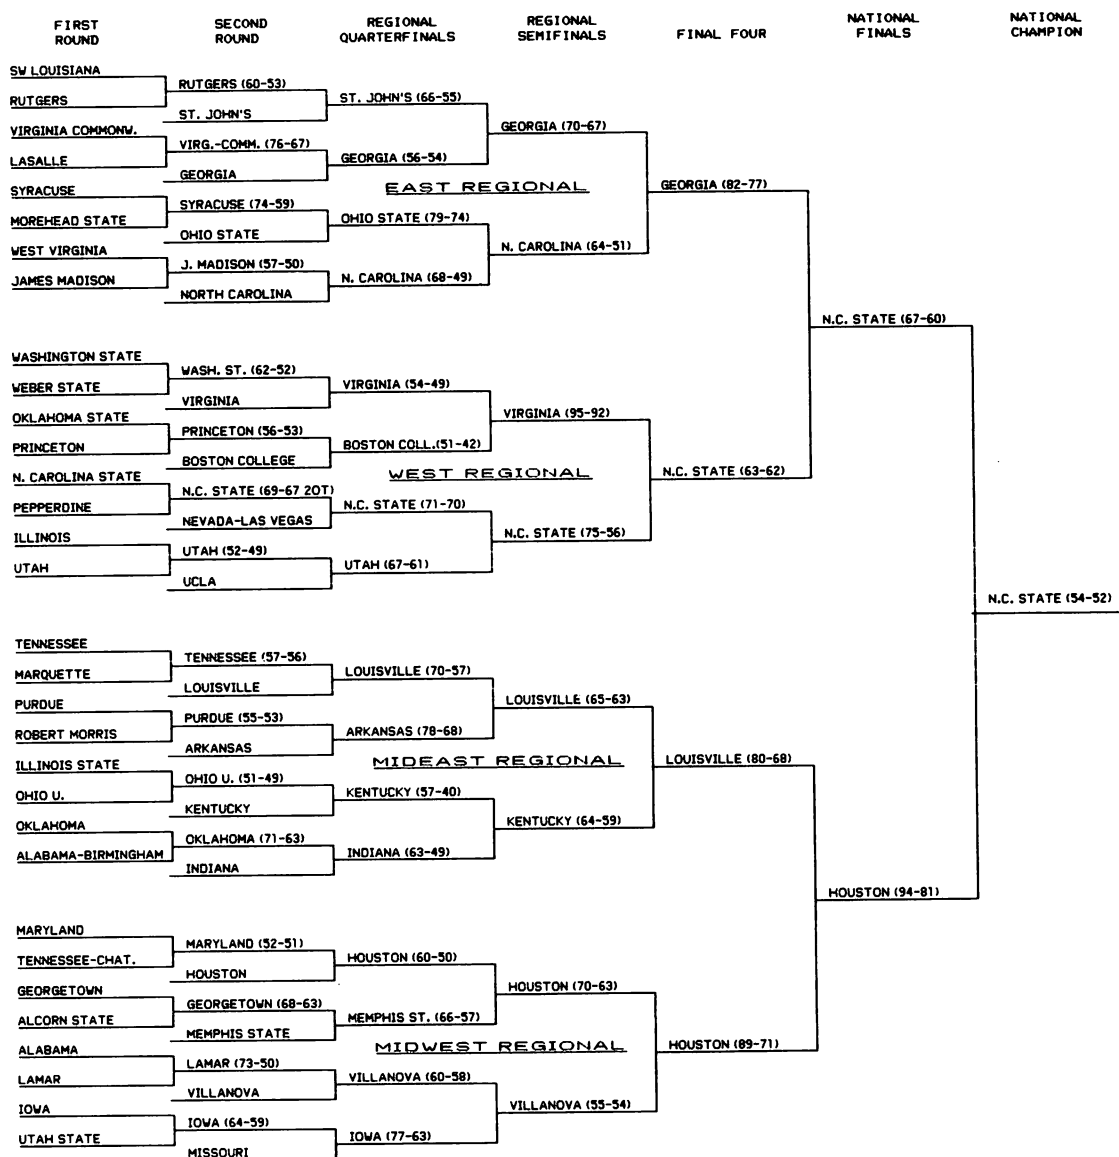 FIRST ROUND
SECOND ROUND
REGIONAL QUARTERFINALS
REGIONAL SEMIFINALS
FINAL FOUR
NATIONAL FINALS
NATIONAL CHAMPION
SW LOUISIANA
RUTGERS (60-53)
RUTGERS
ST. JOHN'S (66-55)
ST. JOHN'S
GEORGIA (70-67)
VIRGINIA COMMONW.
VIRG.-COMM. (76-67)
LASALLE
GEORGIA (56-54)
GEORGIA
EAST REGIONAL
GEORGIA (82-77)
SYRACUSE
SYRACUSE (74-59)
MOREHEAD STATE
OHIO STATE (79-74)
OHIO STATE
N. CAROLINA (64-51)
WEST VIRGINIA
J. MADISON (57-50)
JAMES MADISON
N. CAROLINA (68-49)
NORTH CAROLINA
N.C. STATE (67-60)
WASHINGTON STATE
WASH. ST. (62-52)
WEBER STATE
VIRGINIA (54-49)
VIRGINIA
VIRGINIA (95-92)
OKLAHOMA STATE
PRINCETON (56-53)
PRINCETON
BOSTON COLL.(51-42)
BOSTON COLLEGE
WEST REGIONAL
N.C. STATE (63-62)
N. CAROLINA STATE
N.C. STATE (69-67 2OT)
PEPPERDINE
N.C. STATE (71-70)
NEVADA-LAS VEGAS
N.C. STATE (75-56)
ILLINOIS
UTAH (52-49)
UTAH
UTAH (67-61)
UCLA
N.C. STATE (54-52)
TENNESSEE
TENNESSEE (57-56)
MARQUETTE
LOUISVILLE (70-57)
LOUISVILLE
LOUISVILLE (65-63)
PURDUE
PURDUE (55-53)
ROBERT MORRIS
ARKANSAS (78-68)
ARKANSAS
MIDEAST REGIONAL
LOUISVILLE (80-68)
ILLINOIS STATE
OHIO U. (51-49)
OHIO U.
KENTUCKY (57-40)
KENTUCKY
KENTUCKY (64-59)
OKLAHOMA
OKLAHOMA (71-63)
ALABAMA-BIRMINGHAM
INDIANA (63-49)
INDIANA
HOUSTON (94-81)
MARYLAND
MARYLAND (52-51)
TENNESSEE-CHAT.
HOUSTON (60-50)
HOUSTON
HOUSTON (70-63)
GEORGETOWN
GEORGETOWN (68-63)
ALCORN STATE
MEMPHIS ST. (66-57)
MEMPHIS STATE
MIDWEST REGIONAL
HOUSTON (89-71)
ALABAMA
LAMAR (73-50)
LAMAR
VILLANOVA (60-58)
VILLANOVA
VILLANOVA (55-54)
IOWA
IOWA (64-59)
UTAH STATE
IOWA (77-63)
MISSOURI